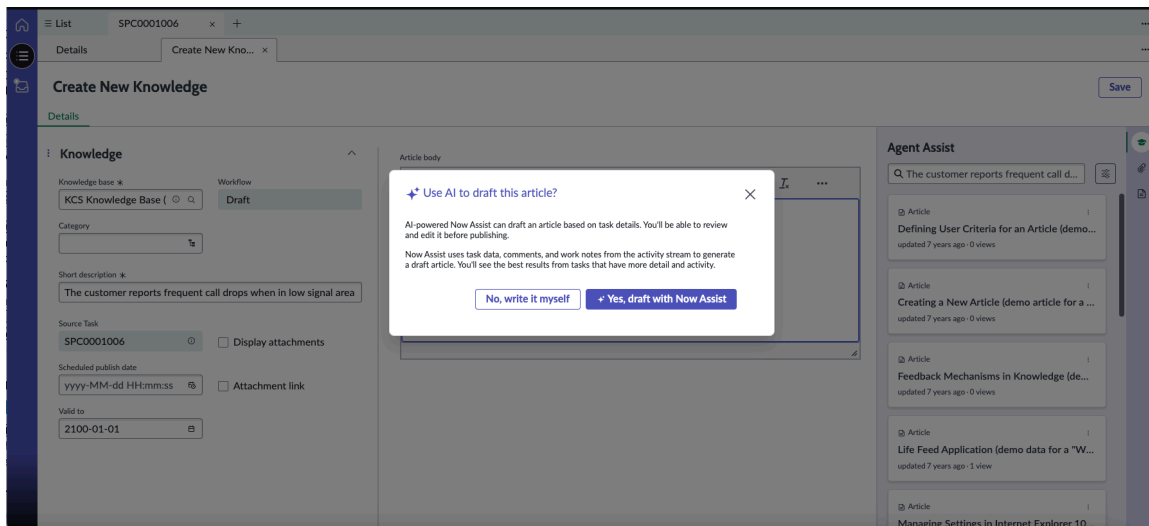 List
SPC0001006
Details
Create New Kno...
Create New Knowledge
Save
Details
Knowledge
Knowledge base
Workflow
KCS Knowledge Base (
Draft
Category
Short description
The customer reports frequent call drops when in low signal area
Source Task
SPC0001006
Display attachments
Scheduled publish date
yyyy-MM-dd HH:mm:ss
Attachment link
Valid to
2100-01-01
Article body
Use AI to draft this article?
AI-powered Now Assist can draft an article based on task details. You'll be able to review
and edit it before publishing.
Now Assist uses task data, comments, and work notes from the activity stream to generate
a draft article. You'll see the best results from tasks that have more detail and activity.
No, write it myself
Yes, draft with Now Assist
Agent Assist
The customer reports frequent call d...
Article
Defining User Criteria for an Article (demo...
updated 7 years ago · 0 views
Article
Creating a New Article (demo article for a ...
updated 7 years ago · 0 views
Article
Feedback Mechanisms in Knowledge (de...
updated 7 years ago · 0 views
Article
Life Feed Application (demo data for a "W...
updated 7 years ago · 1 view
Article
Managing Settings in Internet Explorer 10